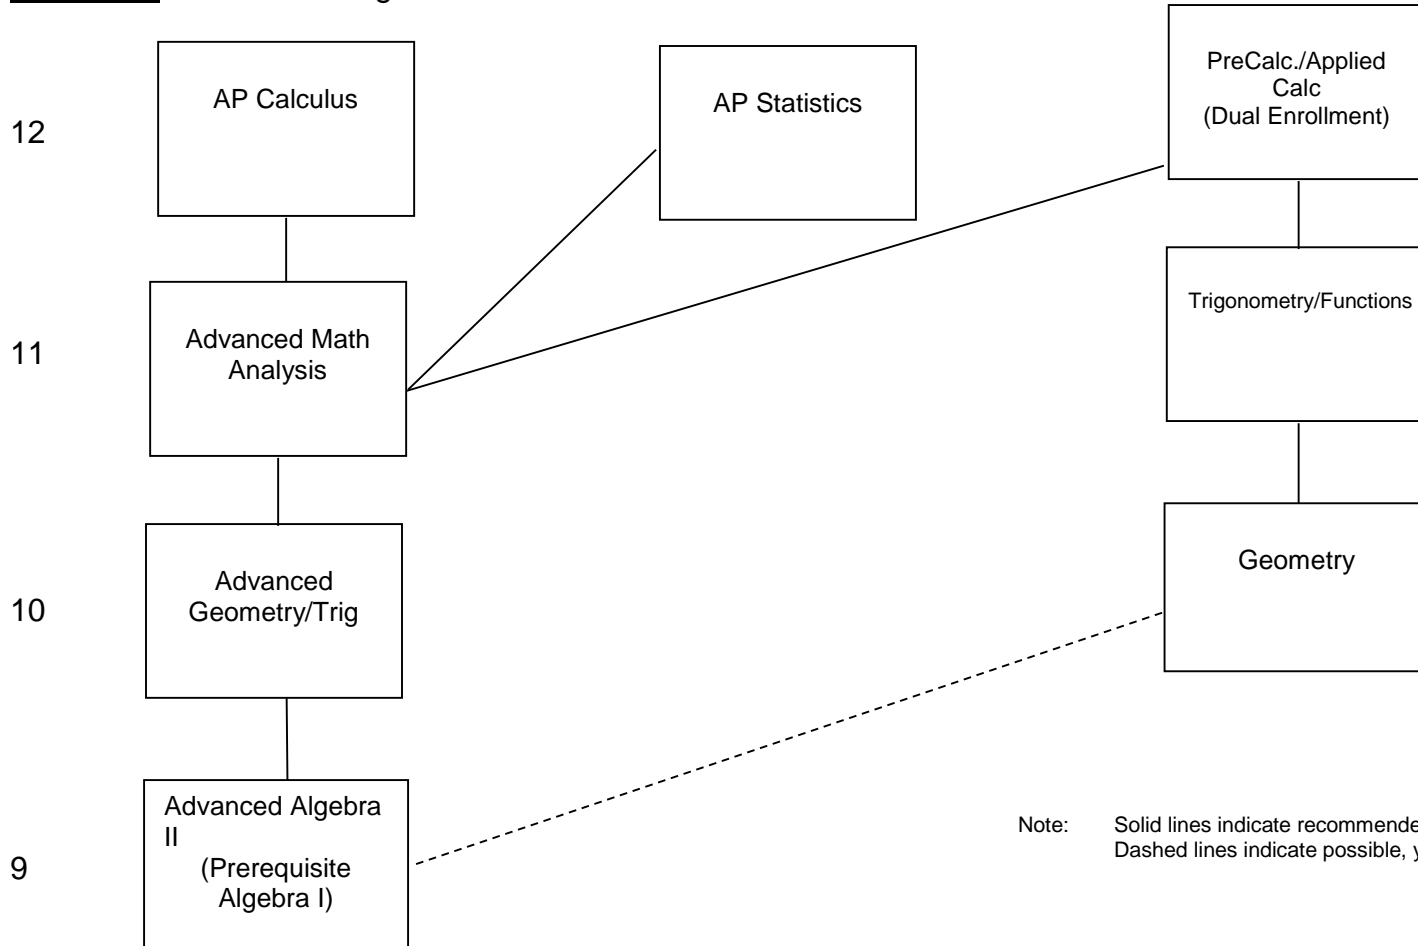 12
AP Calculus
AP Statistics
PreCalc./Applied
Calc
(Dual Enrollment)
11
Advanced Math
Analysis
Trigonometry/Functions
10
Advanced
Geometry/Trig
Geometry
9
Advanced Algebra
II
(Prerequisite
Algebra I)
Note: Solid lines indicate
Dashed lines indicate possible,